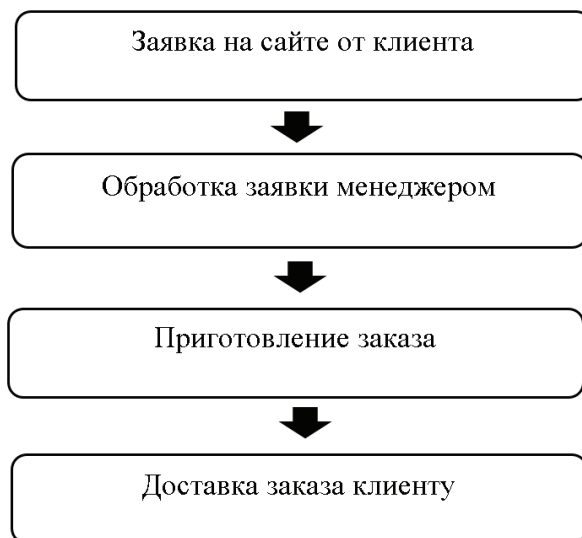 Заявка на сайте от клиента
Обработка заявки менеджером
Приготовление заказа
Доставка заказа клиенту